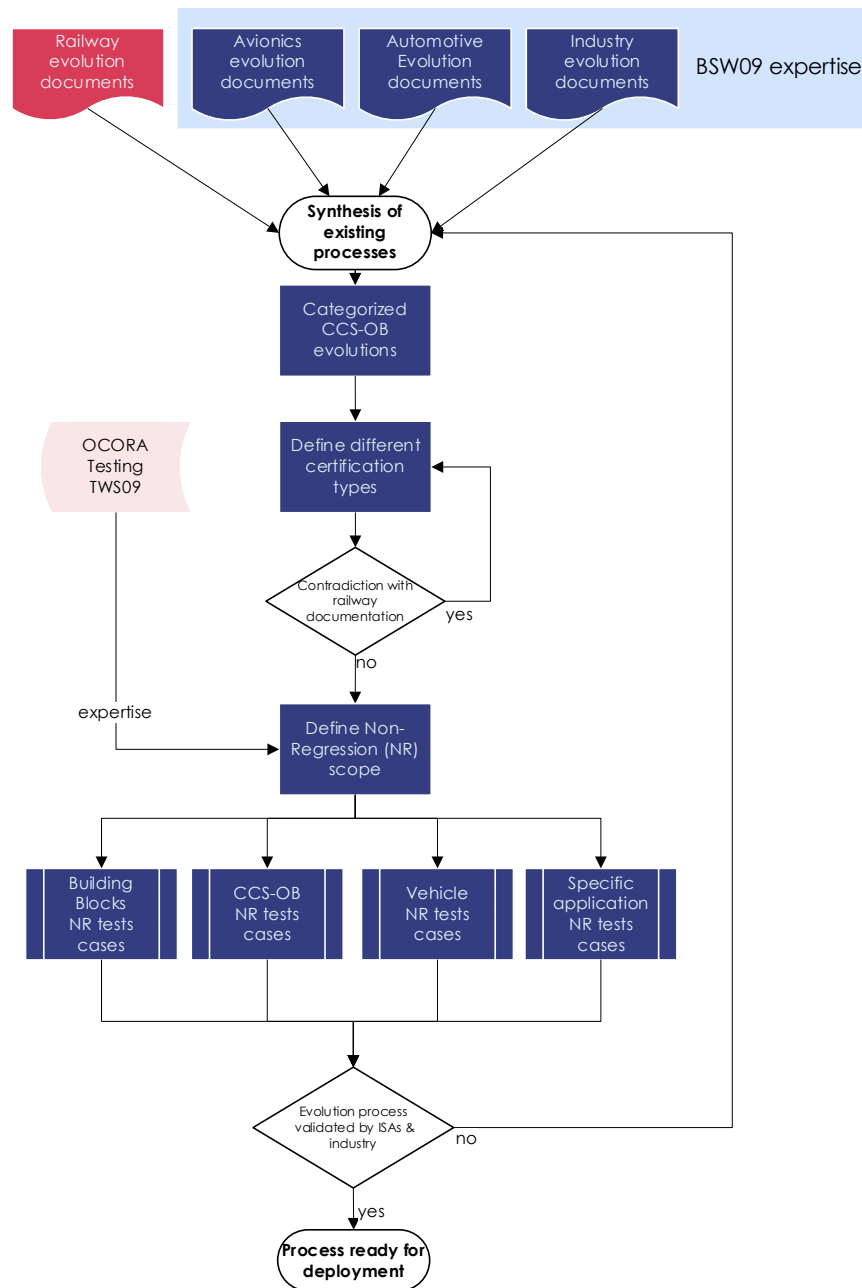 Railway
evolution
documents
Avionics
evolution
documents
Automotive
Evolution
documents
Industry
evolution
documents
BSW09 expertise
Synthesis of
existing
processes
Categorized
CCS-OB
evolutions
OCORA
Testing
TWS09
Define different
certification
types
Contradiction with
railway
documentation
yes
no
expertise
Define Non-
Regression (NR)
scope
Building
Blocks
NR tests
cases
CCS-OB
NR tests
cases
Vehicle
NR tests
cases
Specific
application
NR tests
cases
Evolution process
validated by ISAs &
industry
no
yes
Process ready for
deployment